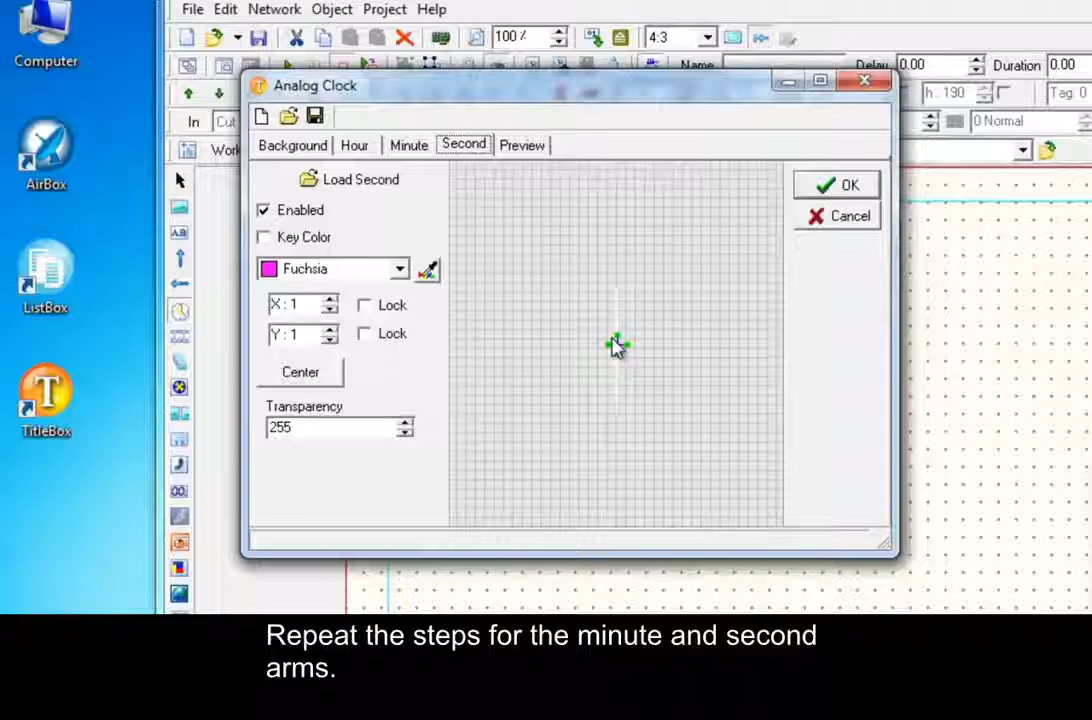 File Edit Network Object Project Help
Computer
100 %
4:3
Name
Delay 0.00
Duration 0.00
Analog Clock
h. 190
Tag: 0
In
Cut
0 Normal
Background Hour Minute Second Preview
Work
Load Second
OK
AirBox
Enabled
Cancel
Key Color
Fuchsia
X : 1
Lock
ListBox
Y : 1
Lock
Center
Transparency
255
TitleBox
Repeat the steps for the minute and second
arms.